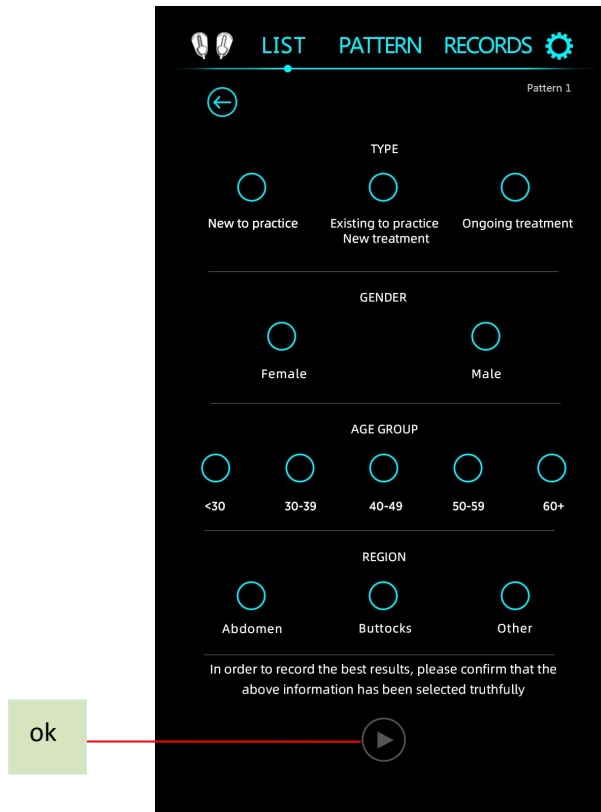 LIST PATTERN RECORDS
Pattern 1
TYPE
New to practice Existing to practice Ongoing treatment
New treatment
GENDER
Female Male
AGE GROUP
<30 30-39 40-49 50-59 60+
REGION
Abdomen Buttocks Other
In order to record the best results, please confirm that the
above information has been selected truthfully
ok